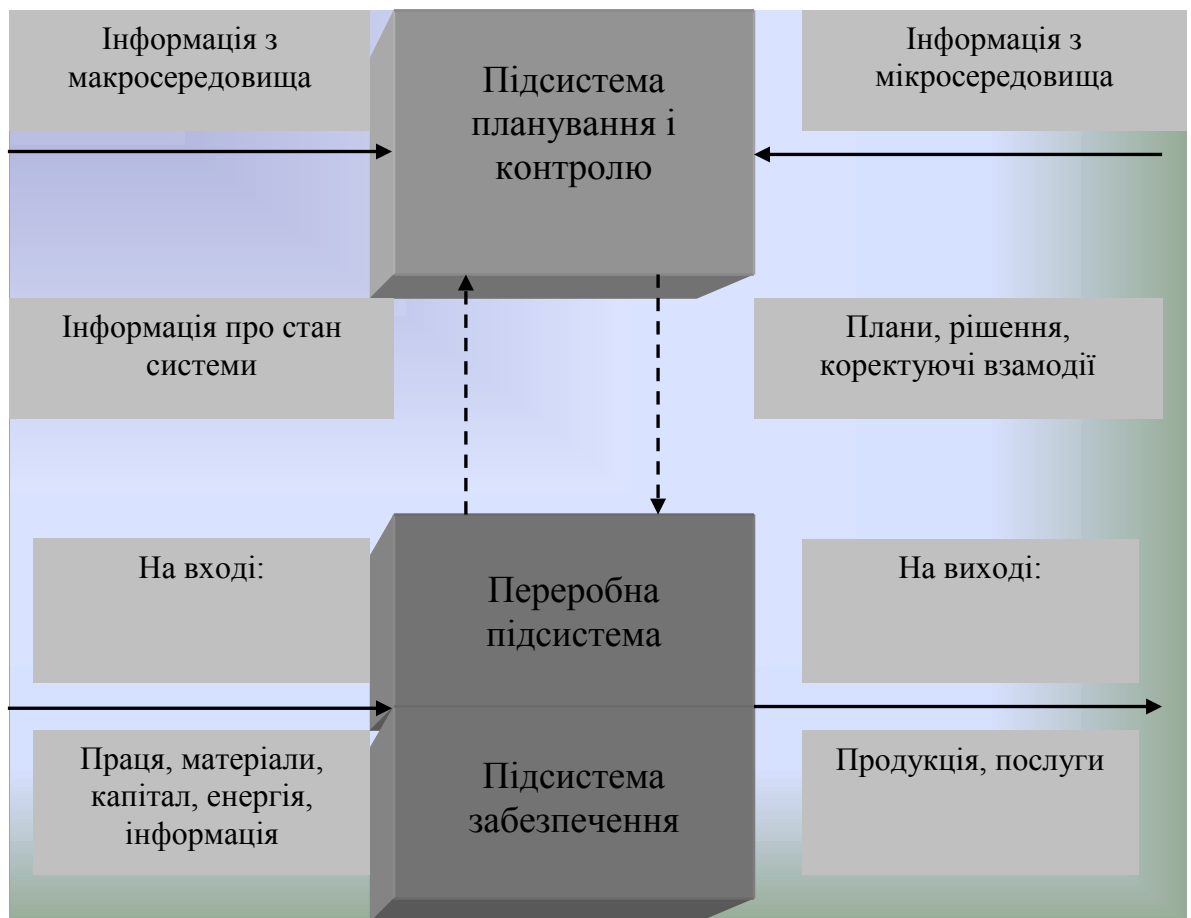 Інформація з
макросередовища
Підсистема
планування і
контролю
Інформація з
мікросередовища
Інформація про стан
системи
Плани, рішення,
коректуючі взамодії
На вході:
Переробна
підсистема
На виході:
Праця, матеріали,
капітал, енергія,
інформація
Підсистема
забезпечення
Продукція, послуги